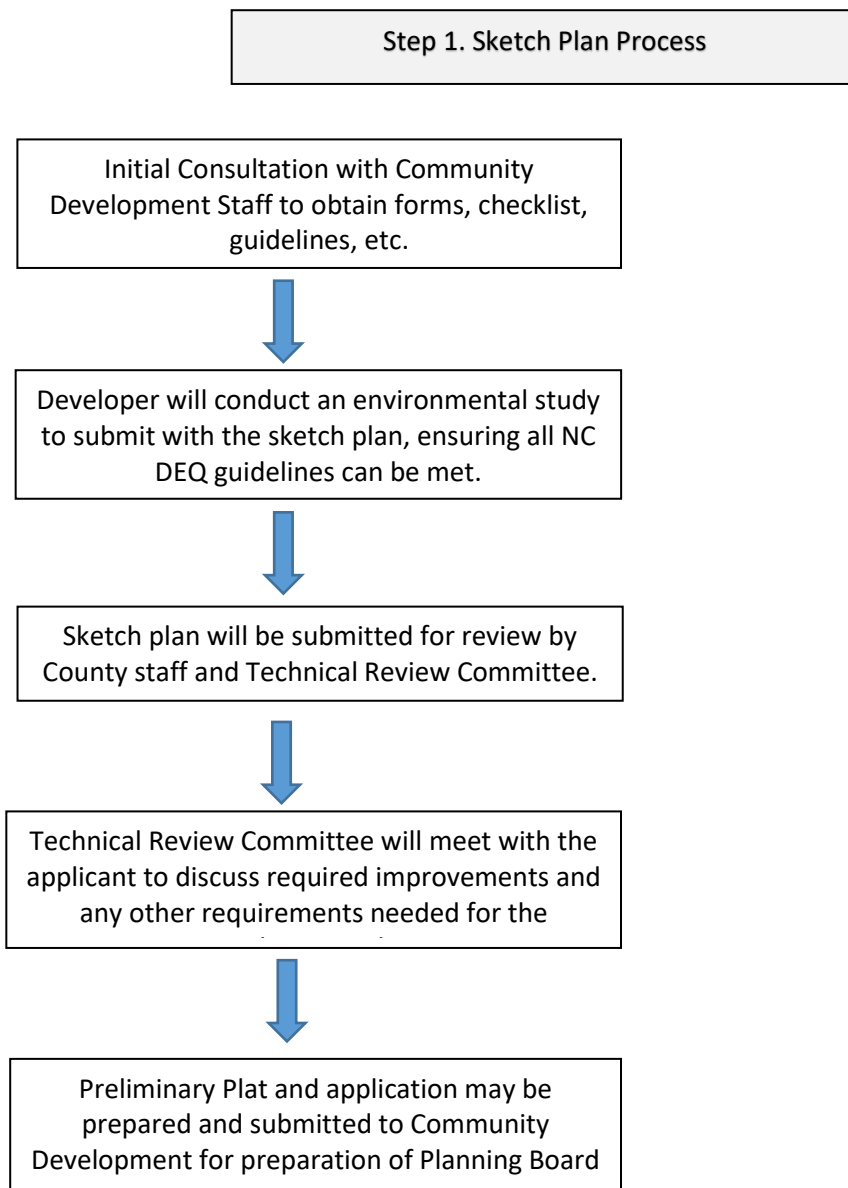 Step 1. Sketch Plan Process
Initial Consultation with Community
Development Staff to obtain forms, checklist,
guidelines, etc.
Developer will conduct an environmental study
to submit with the sketch plan, ensuring all NC
DEQ guidelines can be met.
Sketch plan will be submitted for review by
County staff and Technical Review Committee.
Technical Review Committee will meet with the
applicant to discuss required improvements and
any other requirements needed for the
Preliminary Plat and application may be
prepared and submitted to Community
Development for preparation of Planning Board